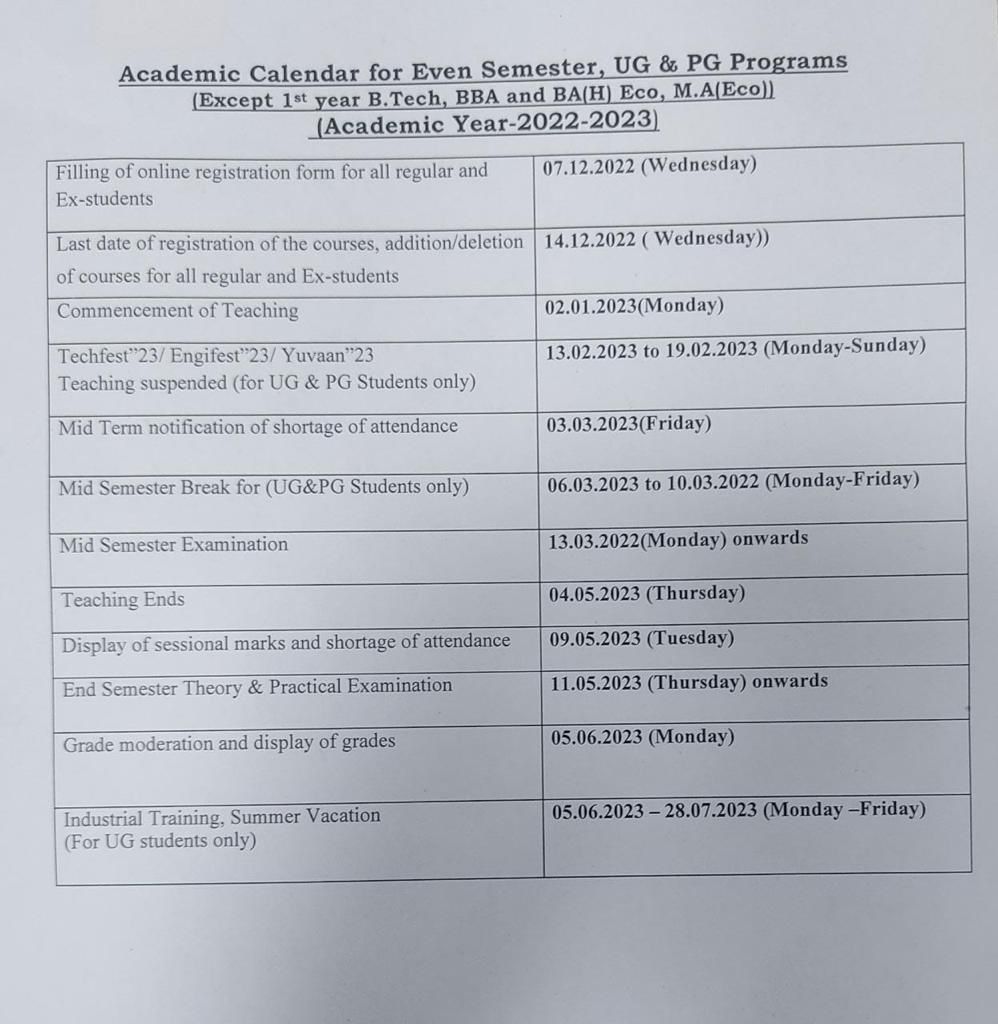 Academic Calendar for Even Semester, UG & PG Programs
(Except 1st year B.Tech, BBA and BA(H) Eco, M.A(Eco))
(Academic Year-2022-2023)
Filling of online registration form for all regular and
Ex-students
07.12.2022 (Wednesday)
Last date of registration of the courses, addition/deletion
of courses for all regular and Ex-students
14.12.2022 ( Wednesday))
Commencement of Teaching
02.01.2023(Monday)
Techfest”23/ Engifest”23/ Yuvaan”23
Teaching suspended (for UG & PG Students only)
13.02.2023 to 19.02.2023 (Monday-Sunday)
Mid Term notification of shortage of attendance
03.03.2023(Friday)
Mid Semester Break for (UG&PG Students only)
06.03.2023 to 10.03.2022 (Monday-Friday)
Mid Semester Examination
13.03.2022(Monday) onwards
Teaching Ends
04.05.2023 (Thursday)
Display of sessional marks and shortage of attendance
09.05.2023 (Tuesday)
End Semester Theory & Practical Examination
11.05.2023 (Thursday) onwards
Grade moderation and display of grades
05.06.2023 (Monday)
Industrial Training, Summer Vacation
(For UG students only)
05.06.2023 – 28.07.2023 (Monday –Friday)